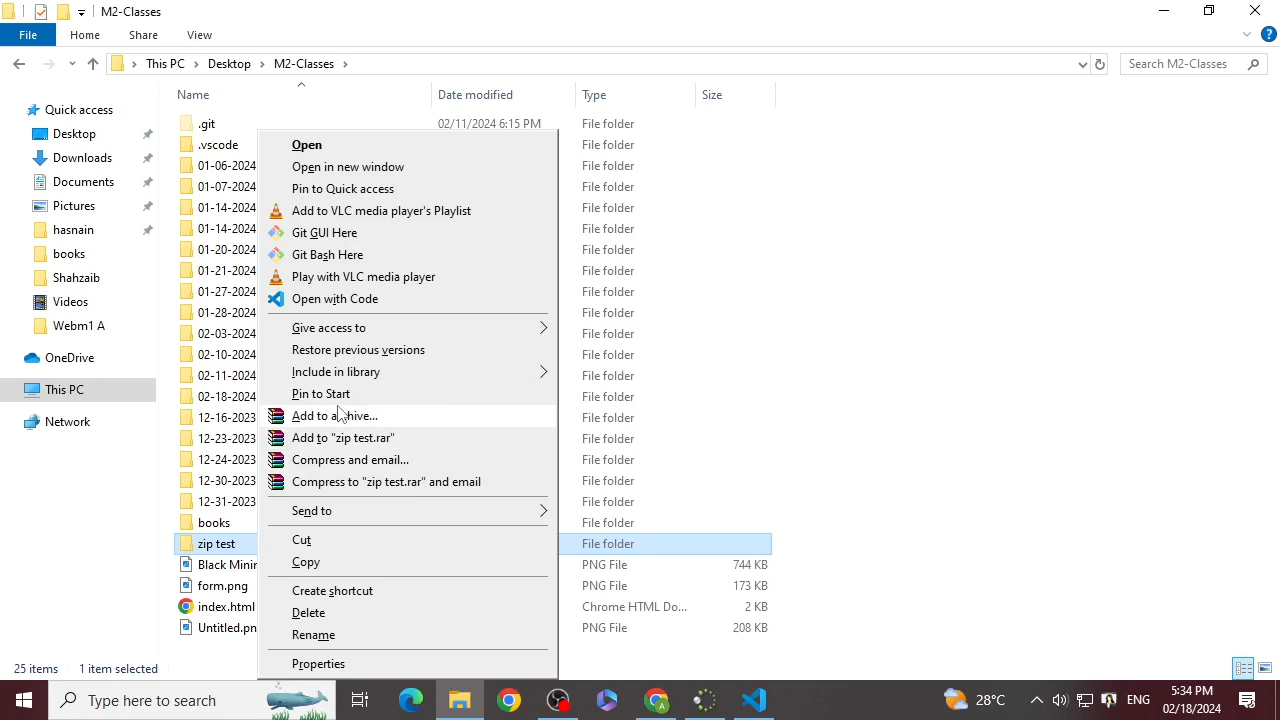 M2-Classes
File
Home
Share
View
This PC
Desktop
M2-Classes
Search M2-Classes
Name
Date modified
Type
Size
Quick access
Desktop
Downloads
Documents
Pictures
hasnain
books
Shahzaib
Videos
Webm1 A
OneDrive
This PC
Network
.git 02/11/2024 6:15 PM File folder
.vscode File folder
01-06-2024 File folder
01-07-2024 File folder
01-14-2024 File folder
01-14-2024 File folder
01-20-2024 File folder
01-21-2024 File folder
01-27-2024 File folder
01-28-2024 File folder
02-03-2024 File folder
02-10-2024 File folder
02-11-2024 File folder
02-18-2024 File folder
12-16-2023 File folder
12-23-2023 File folder
12-24-2023 File folder
12-30-2023 File folder
12-31-2023 File folder
books File folder
zip test File folder
Black PNG File 744 KB
form.png PNG File 173 KB
index.html Chrome HTML Do... 2 KB
PNG File 208 KB
Open
Open in new window
Pin to Quick access
Add to VLC media player's Playlist
Git GUI Here
Git Bash Here
Play with VLC media player
Open with Code
Give access to
Restore previous versions
Include in library
Pin to Start
Add to archive...
Add to "zip test.rar"
Compress and email...
Compress to "zip test.rar" and email
Send to
Cut
Copy
Create shortcut
Delete
Rename
Properties
25 items
1 item selected
Type here to search
28°C
ENG
5:34 PM
02/18/2024